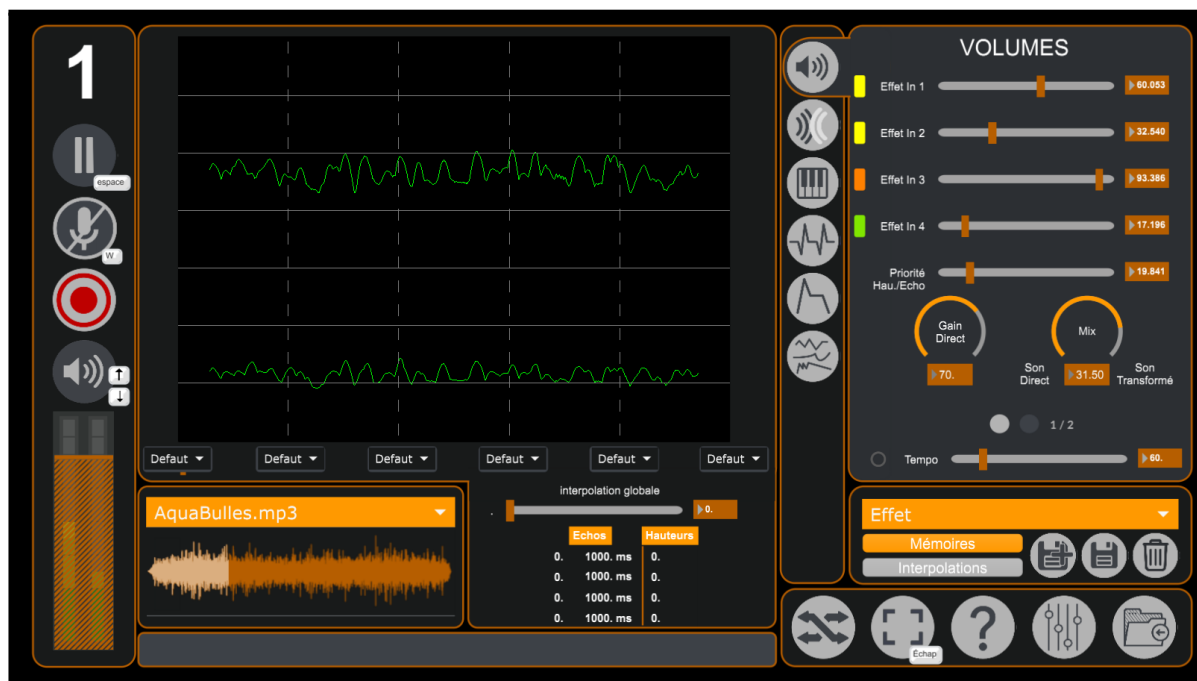 1
espace
W
↑
↓
Defaut
Defaut
Defaut
Defaut
Defaut
Defaut
AquaBulles.mp3
interpolation globale
.
0.
Echos Hauteurs
0. 1000. ms 0.
0. 1000. ms 0.
0. 1000. ms 0.
0. 1000. ms 0.
VOLUMES
Effet In 1 60.053
Effet In 2 32.540
Effet In 3 93.386
Effet In 4 17.196
Priorité
Hau./Echo
19.841
Gain
Direct
70.
Mix
Son
Direct
31.50
Son
Transformé
1 / 2
Tempo 60.
Effet
Mémoires
Interpolations
?
Échap